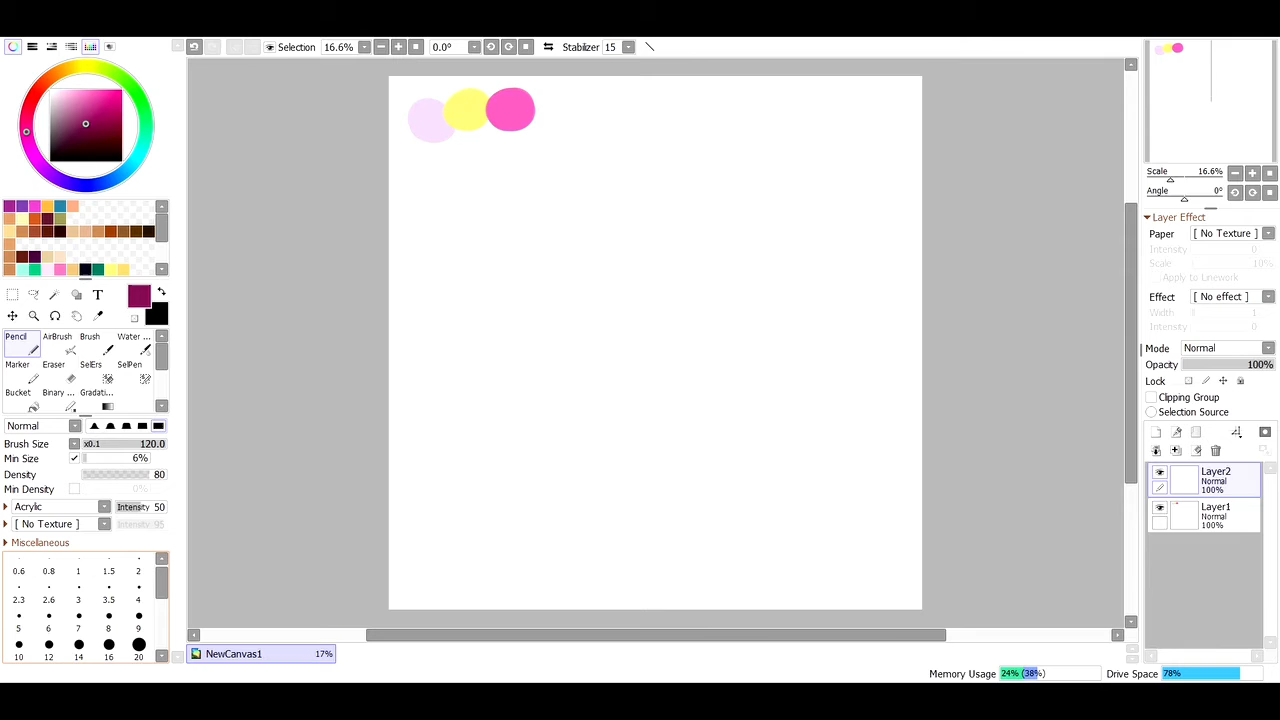 Selection 16.6% 0.0° Stabilizer 15
Scale 16.6%
Angle 0°
Layer Effect
Paper [ No Texture ]
Intensity 0
Scale 10%
Apply to Linework
Effect [ No effect ]
Width 1
Intensity 0
Mode Normal
Opacity 100%
Lock
Clipping Group
Selection Source
Layer2
Normal
100%
Layer1
Normal
100%
T
Pencil AirBrush Brush Water ...
Marker Eraser SelErs SelPen
Bucket Binary ... Gradati...
Normal
Brush Size x0.1 120.0
Min Size 6%
Density 80
Min Density 0%
Acrylic Intensity 50
[ No Texture ] Intensity 95
Miscellaneous
0.6 0.8 1 1.5 2
2.3 2.6 3 3.5 4
5 6 7 8 9
10 12 14 16 20
NewCanvas1 17%
Memory Usage 24% (38%) Drive Space 78%